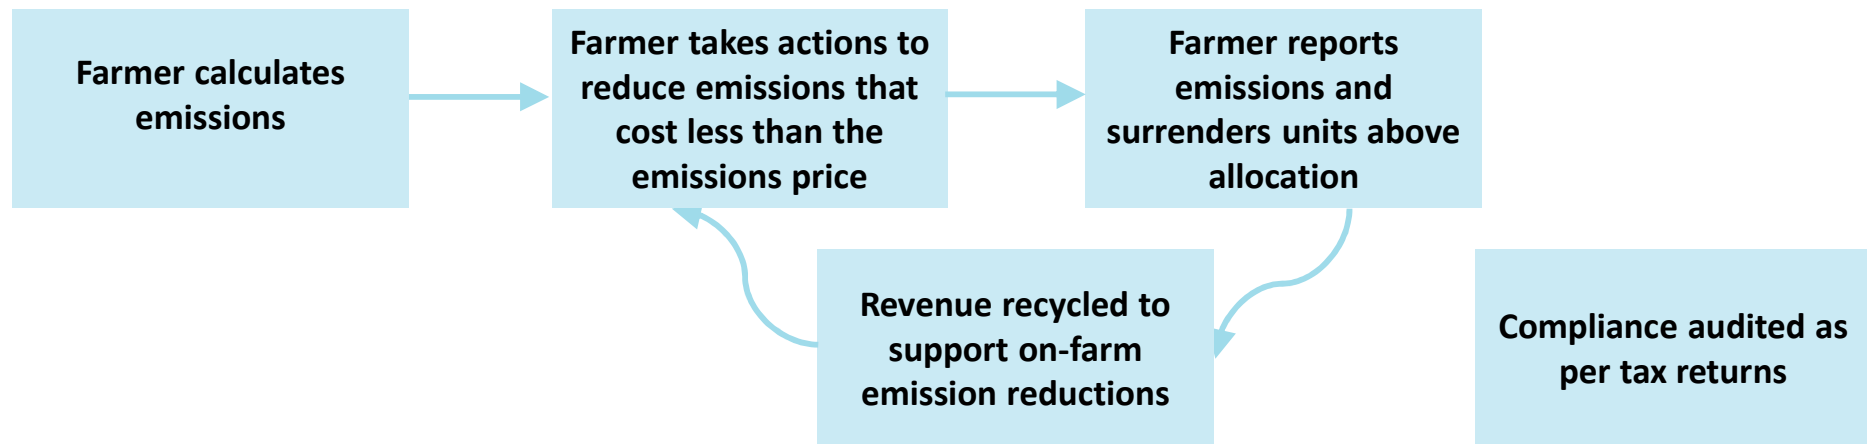 Farmer calculates
emissions
Farmer takes actions to
reduce emissions that
cost less than the
emissions price
Farmer reports
emissions and
surrenders units above
allocation
Revenue recycled to
support on-farm
emission reductions
Compliance audited as
per tax returns